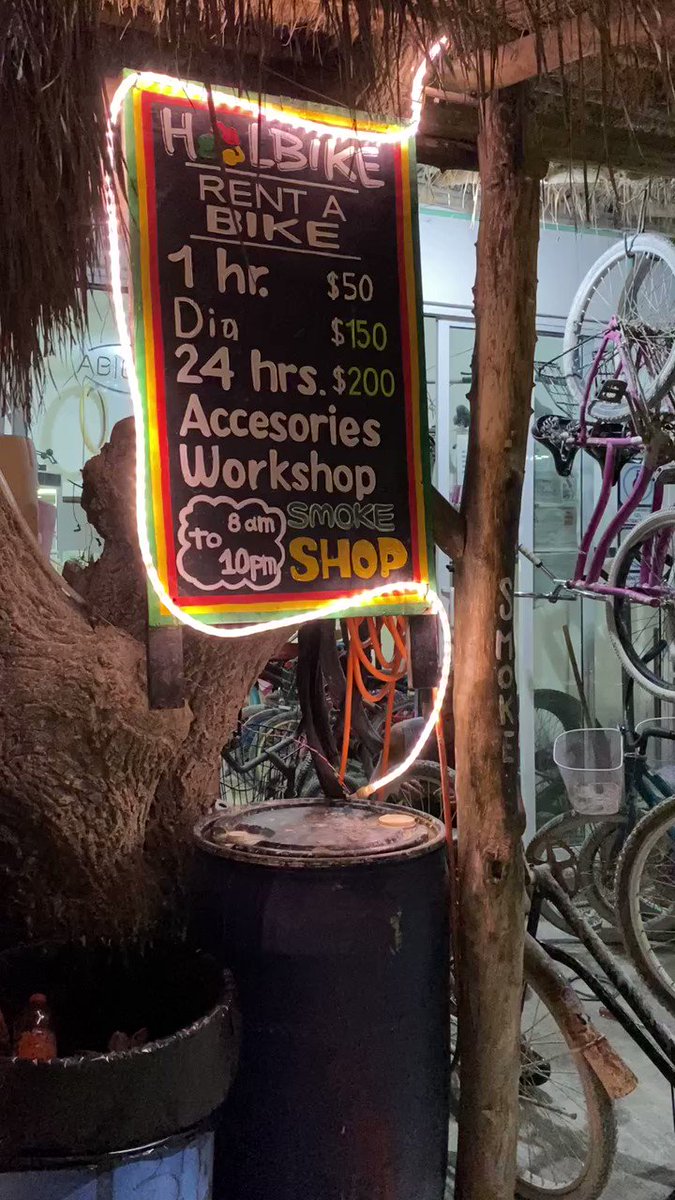 HOLBIKE
RENT A
BIKE
1 hr. $50
Dia $150
24 hrs. $200
Accesories
Workshop
8 am
to
10pm
SMOKE
SHOP
SMOKE